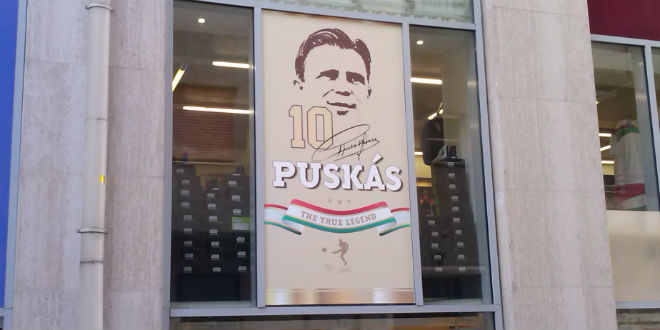 10
PUSKÁS
THE TRUE LEGEND